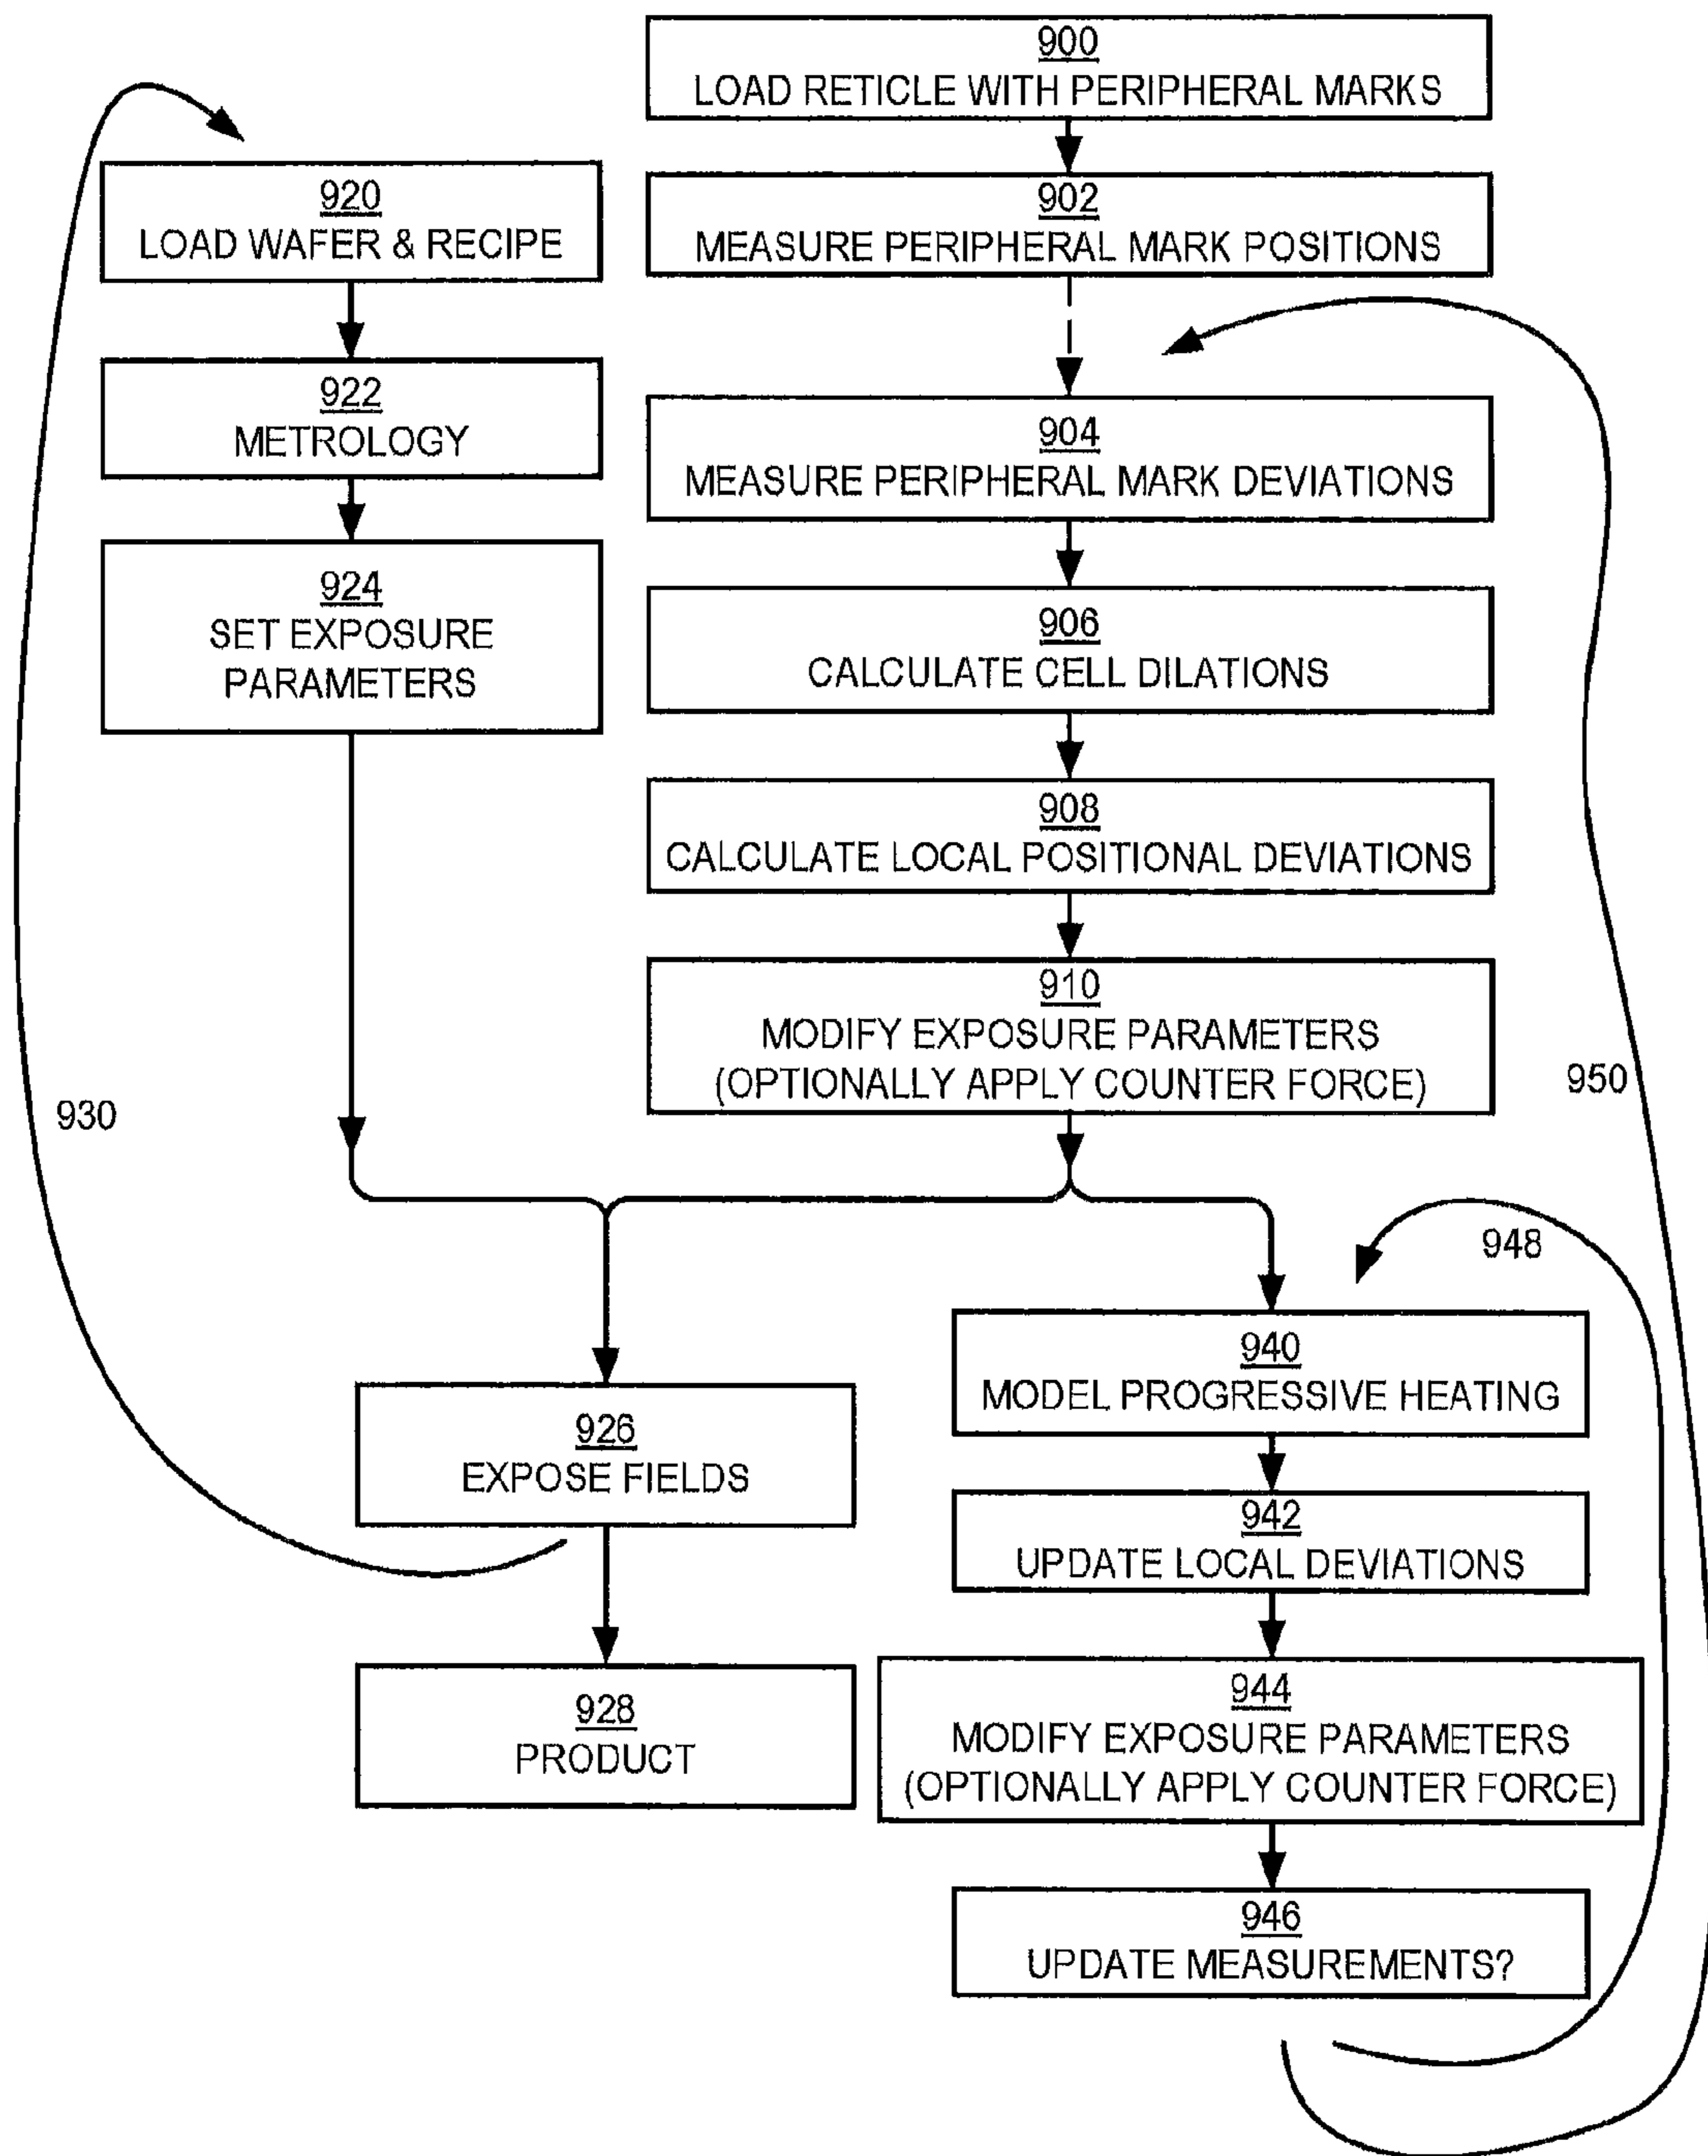 900
LOAD RETICLE WITH PERIPHERAL MARKS
902
MEASURE PERIPHERAL MARK POSITIONS
920
LOAD WAFER & RECIPE
922
METROLOGY
924
SET EXPOSURE
PARAMETERS
904
MEASURE PERIPHERAL MARK DEVIATIONS
906
CALCULATE CELL DILATIONS
908
CALCULATE LOCAL POSITIONAL DEVIATIONS
910
MODIFY EXPOSURE PARAMETERS
(OPTIONALLY APPLY COUNTER FORCE)
930
950
948
926
EXPOSE FIELDS
928
PRODUCT
940
MODEL PROGRESSIVE HEATING
942
UPDATE LOCAL DEVIATIONS
944
MODIFY EXPOSURE PARAMETERS
(OPTIONALLY APPLY COUNTER FORCE)
946
UPDATE MEASUREMENTS?